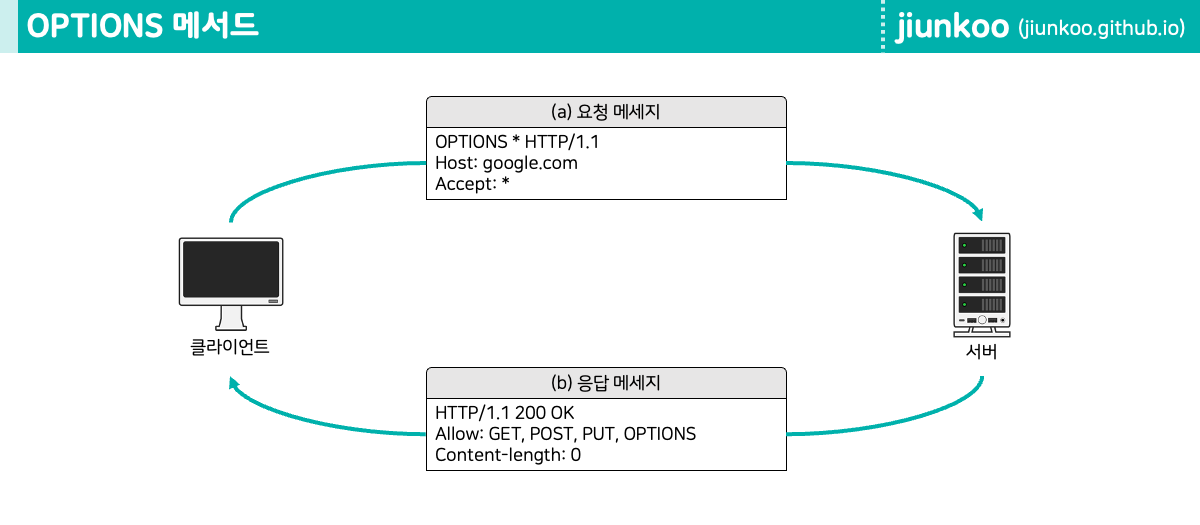 OPTIONS 메서드
jiunkoo (jiunkoo.github.io)
(a) 요청 메세지
OPTIONS * HTTP/1.1
Host: google.com
Accept: *
클라이언트
서버
(b) 응답 메세지
HTTP/1.1 200 OK
Allow: GET, POST, PUT, OPTIONS
Content-length: 0